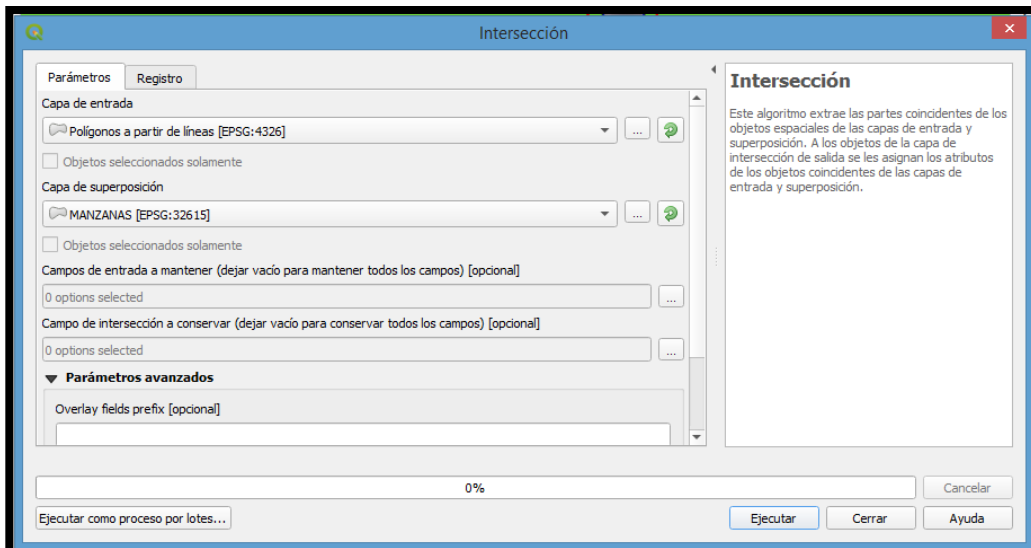 Intersección
Parámetros
Registro
Capa de entrada
Polígonos a partir de líneas [EPSG:4326]
...
Objetos seleccionados solamente
Capa de superposición
MANZANAS [EPSG:32615]
...
Objetos seleccionados solamente
Campos de entrada a mantener (dejar vacío para mantener todos los campos) [opcional]
0 options selected
...
Campo de intersección a conservar (dejar vacío para conservar todos los campos) [opcional]
0 options selected
...
Parámetros avanzados
Overlay fields prefix [opcional]
Intersección
Este algoritmo extrae las partes coincidentes de los
objetos espaciales de las capas de entrada y
superposición. A los objetos de la capa de
intersección de salida se les asignan los atributos
de los objetos coincidentes de las capas de
entrada y superposición.
0%
Cancelar
Ejecutar como proceso por lotes...
Ejecutar
Cerrar
Ayuda